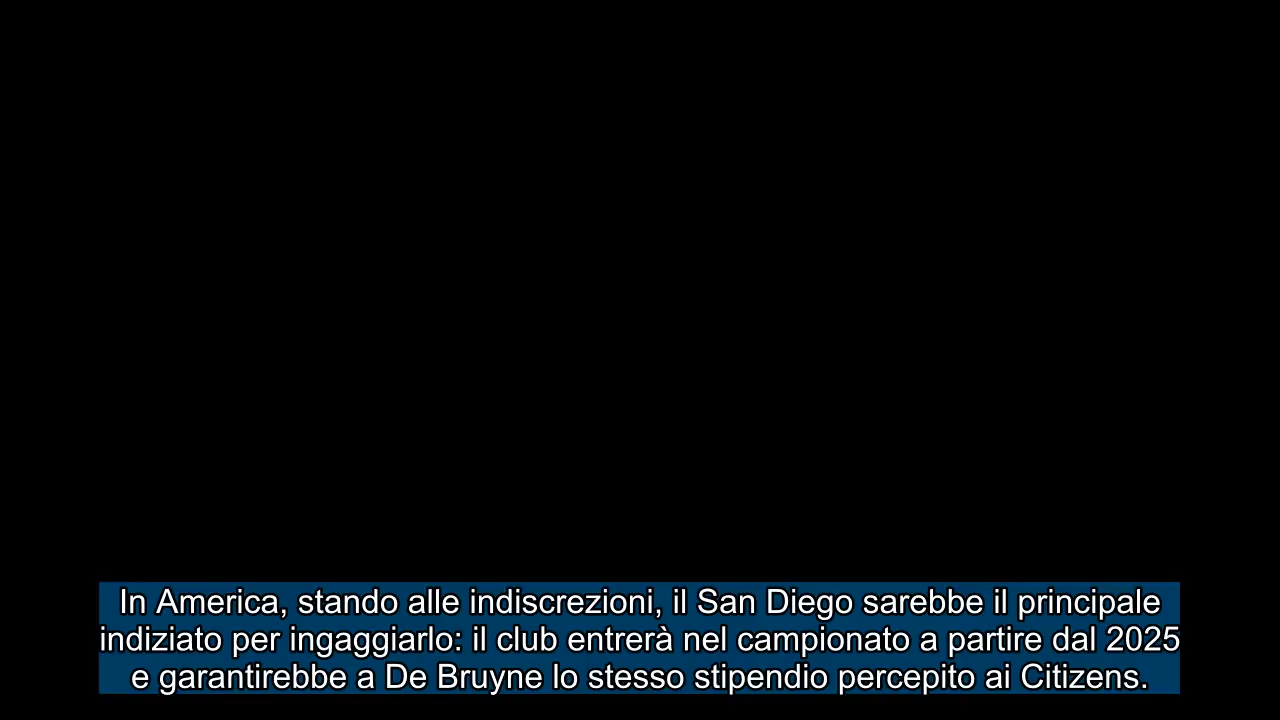 In America, stando alle indiscrezioni, il San Diego sarebbe il principale
indiziato per ingaggiarlo: il club entrerà nel campionato a partire dal 2025
e garantirebbe a De Bruyne lo stesso stipendio percepito ai Citizens.